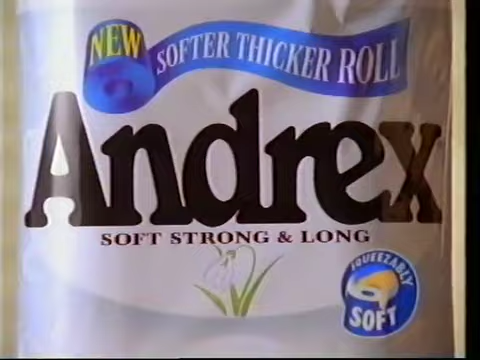 NEW
SOFTER THICKER ROLL
Andrex
SOFT STRONG & LONG
SQUEEZABLY
SOFT